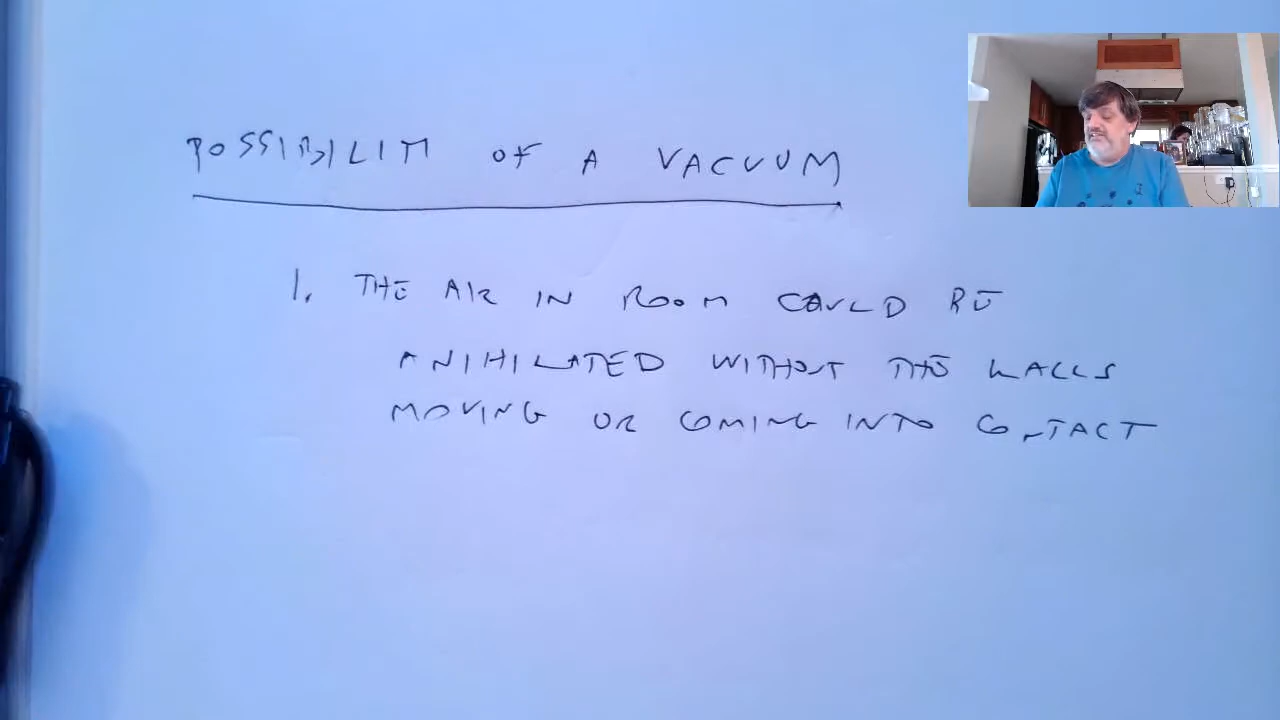 POSSIBILITY OF A VACUUM
1. THE AIR IN ROOM COULD BE
ANIHILATED WITHOUT THE WALLS
MOVING OR COMING INTO CONTACT